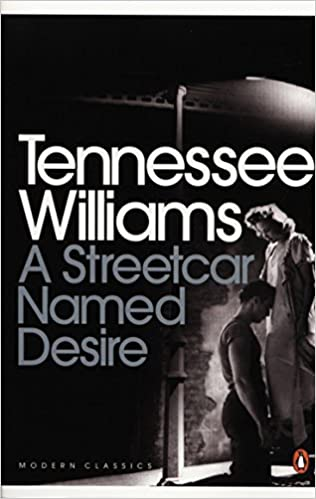 Tennessee
Williams
A Streetcar
Named
Desire
MODERN CLASSICS